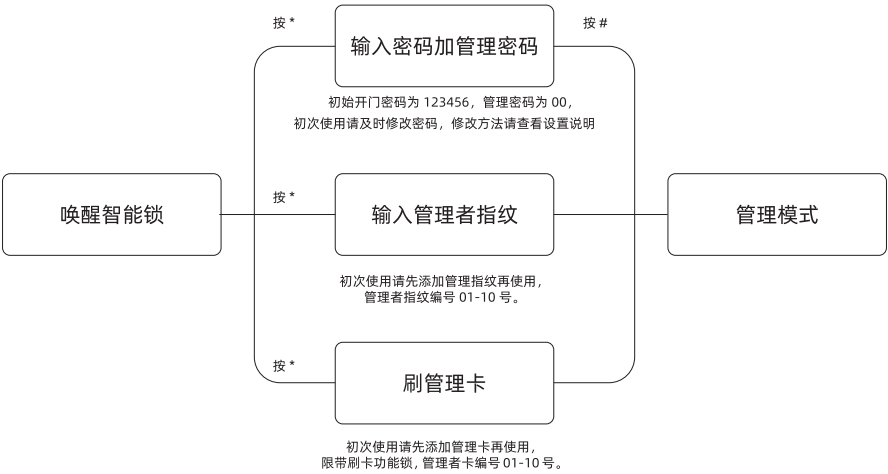 按 *
输入密码加管理密码
按 #
初始开门密码为 123456，管理密码为 00，
初次使用请及时修改密码，修改方法请查看设置说明
唤醒智能锁
按 *
输入管理者指纹
管理模式
初次使用请先添加管理指纹再使用，
管理者指纹编号 01-10 号。
按 *
刷管理卡
初次使用请先添加管理卡再使用，
限带刷卡功能锁，管理者卡编号 01-10 号。